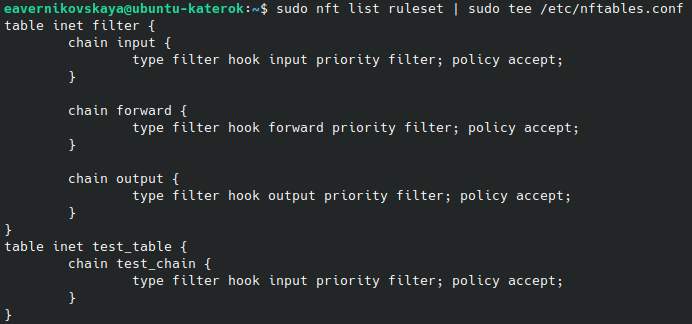 eavernikovskaya@ubuntu-katerok:~$ sudo nft list ruleset | sudo tee /etc/nftables.conf
table inet filter {
        chain input {
                type filter hook input priority filter; policy accept;
        }

        chain forward {
                type filter hook forward priority filter; policy accept;
        }

        chain output {
                type filter hook output priority filter; policy accept;
        }
}
table inet test_table {
        chain test_chain {
                type filter hook input priority filter; policy accept;
        }
}